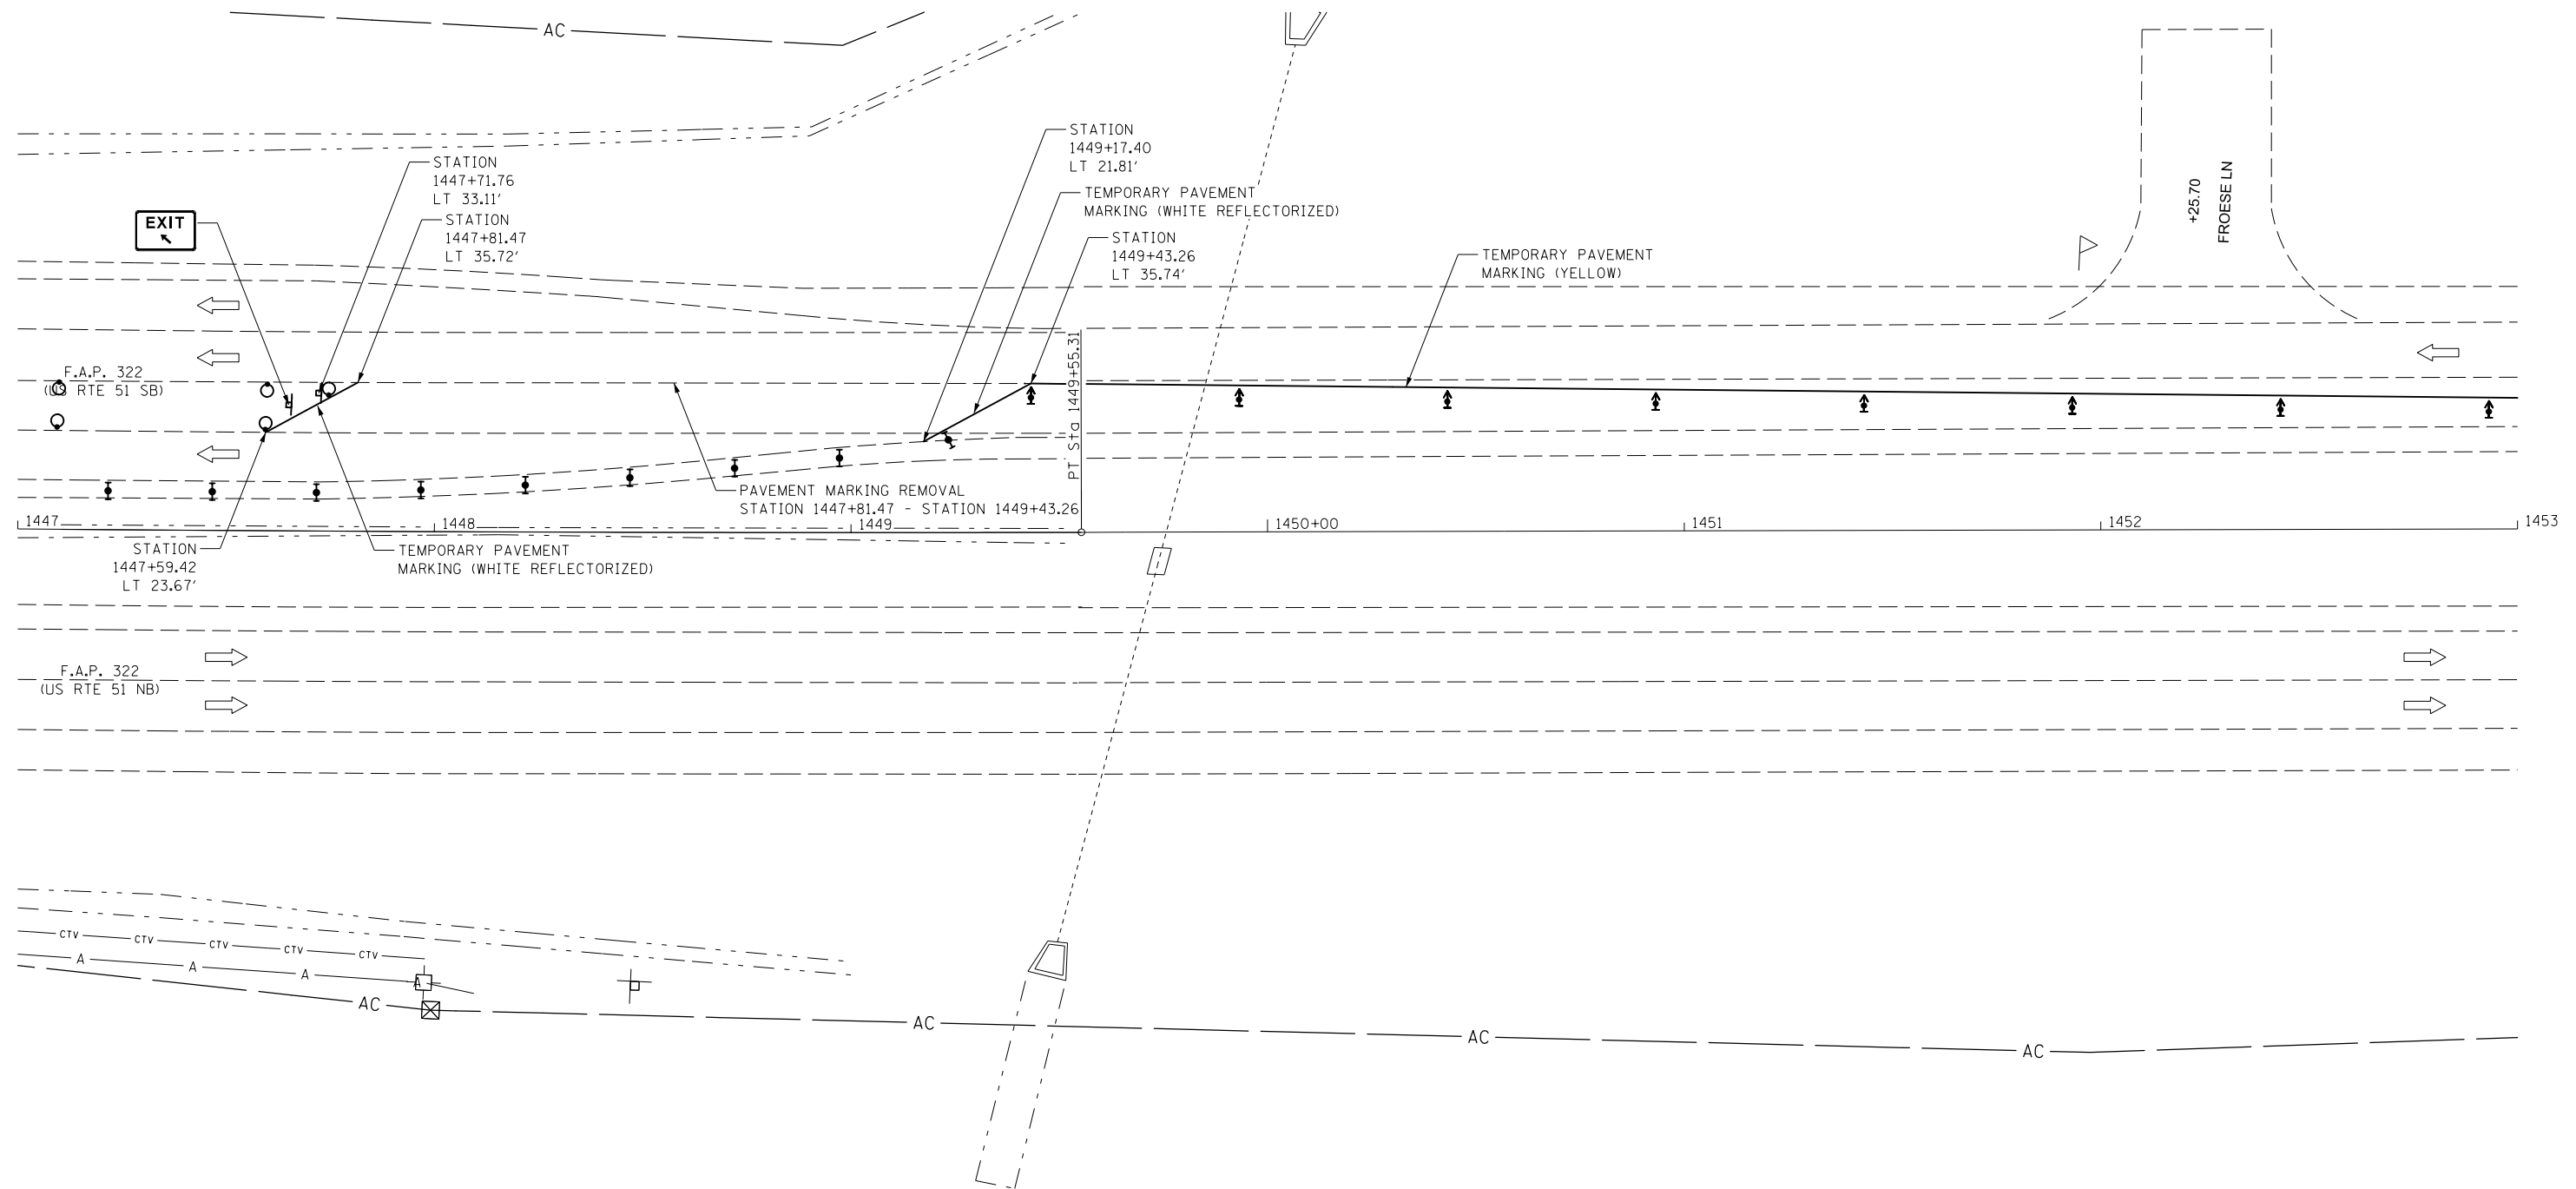 AC
STATION
1449+17.40
LT 21.81'
STATION
1447+71.76
LT 33.11'
TEMPORARY PAVEMENT
MARKING (WHITE REFLECTORIZED)
EXIT
STATION
1447+81.47
LT 35.72'
STATION
1449+43.26
LT 35.74'
TEMPORARY PAVEMENT
MARKING (YELLOW)
+25.70
FROESE LN
F.A.P. 322
(US RTE 51 SB)
PT Sta 1449+55.31
PAVEMENT MARKING REMOVAL
STATION 1447+81.47 - STATION 1449+43.26
1447
1448
1449
1450+00
1451
1452
1453
STATION
1447+59.42
LT 23.67'
TEMPORARY PAVEMENT
MARKING (WHITE REFLECTORIZED)
F.A.P. 322
(US RTE 51 NB)
CTV CTV CTV CTV CTV
A A A A
AC AC AC AC